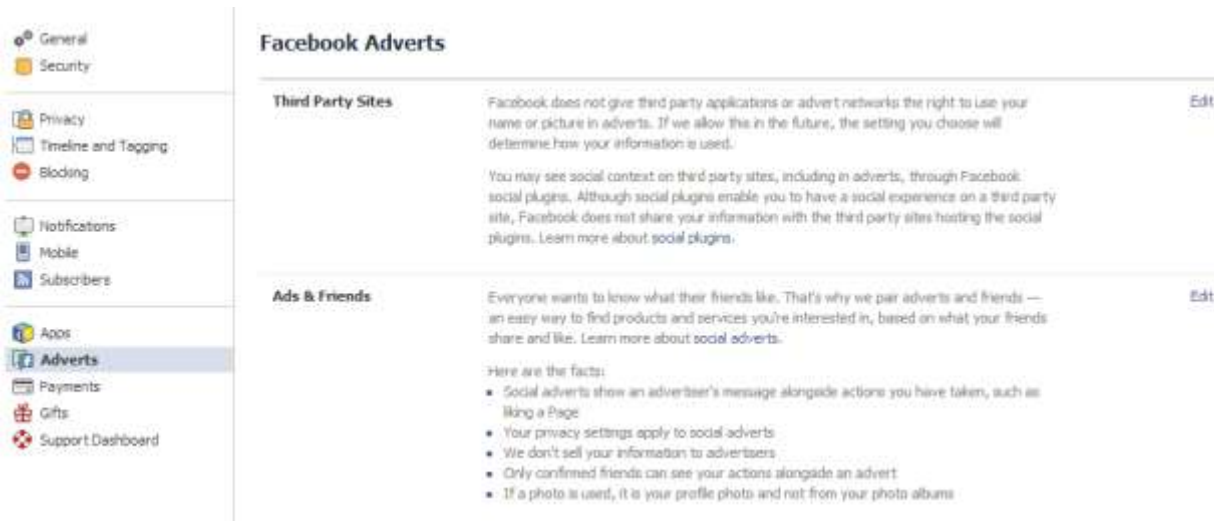 General
Security
Privacy
Timeline and Tagging
Blocking
Notifications
Mobile
Subscribers
Apps
Adverts
Payments
Gifts
Support Dashboard
Facebook Adverts
Third Party Sites
Facebook does not give third party applications or advert networks the right to use your
name or picture in adverts. If we allow this in the future, the setting you choose will
determine how your information is used.
You may see social context on third party sites, including in adverts, through Facebook
social plugins. Although social plugins enable you to have a social experience on a third party
site, Facebook does not share your information with the third party sites hosting the social
plugins. Learn more about social plugins.
Edit
Ads & Friends
Everyone wants to know what their friends like. That's why we pair adverts and friends —
an easy way to find products and services you're interested in, based on what your friends
share and like. Learn more about social adverts.
Here are the facts:
• Social adverts show an advertiser's message alongside actions you have taken, such as
liking a Page
• Your privacy settings apply to social adverts
• We don't sell your information to advertisers
• Only confirmed friends can see your actions alongside an advert
• If a photo is used, it is your profile photo and not from your photo albums
Edit